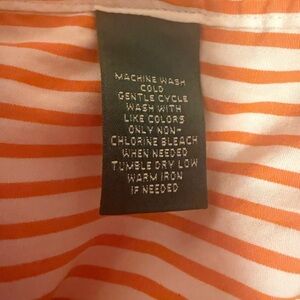 MACHINE WASH
COLD
GENTLE CYCLE
WASH WITH
LIKE COLORS
ONLY NON-
CHLORINE BLEACH
WHEN NEEDED
TUMBLE DRY LOW
WARM IRON
IF NEEDED